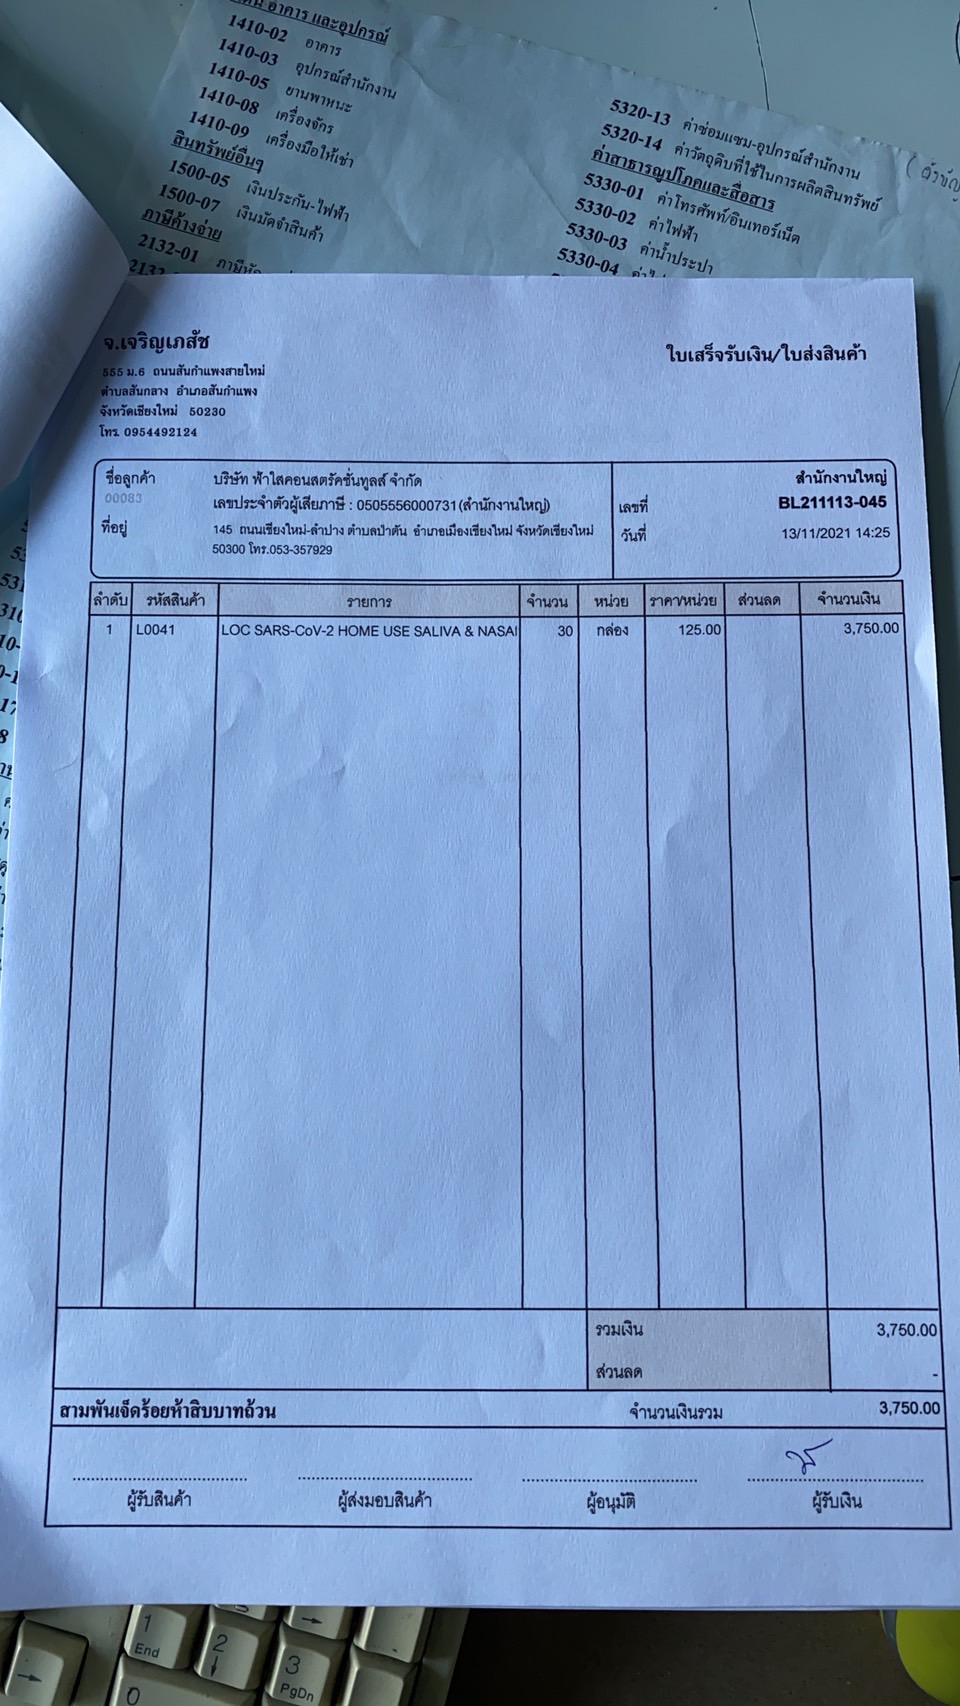 อาคาร และอุปกรณ์
1410-02 อาคาร
1410-03 อุปกรณ์สำนักงาน
1410-05 ยานพาหนะ
1410-08 เครื่องจักร
1410-09 เครื่องมือให้เช่า
สินทรัพย์อื่นๆ
1500-05 เงินประกัน-ไฟฟ้า
1500-07 เงินมัดจำสินค้า
ภาษีค้างจ่าย
2132-01
5320-13 ค่าซ่อมแซม-อุปกรณ์สำนักงาน
5320-14 ค่าวัตถุดิบที่ใช้ในการผลิตสินทรัพย์
ค่าสาธารณูปโภคและสื่อสาร
5330-01 ค่าโทรศัพท์/อินเทอร์เน็ต
5330-02 ค่าไฟฟ้า
5330-03 ค่าน้ำประปา
5330-04
จ.เจริญเภสัช
555 ม.6 ถนนสันกำแพงสายใหม่
ตำบลสันกลาง อำเภอสันกำแพง
จังหวัดเชียงใหม่ 50230
โทร. 0954492124
ใบเสร็จรับเงิน/ใบส่งสินค้า
ชื่อลูกค้า บริษัท ฟ้าใสคอนสตรัคชั่นทูลส์ จำกัด
00083 เลขประจำตัวผู้เสียภาษี : 0505556000731(สำนักงานใหญ่)
ที่อยู่ 145 ถนนเชียงใหม่-ลำปาง ตำบลป่าตัน อำเภอเมืองเชียงใหม่ จังหวัดเชียงใหม่
50300 โทร.053-357929
สำนักงานใหญ่
เลขที่ BL211113-045
วันที่ 13/11/2021 14:25
ลำดับ รหัสสินค้า รายการ จำนวน หน่วย ราคา/หน่วย ส่วนลด จำนวนเงิน
1 L0041 LOC SARS-CoV-2 HOME USE SALIVA & NASAI 30 กล่อง 125.00 3,750.00
รวมเงิน 3,750.00
ส่วนลด -
สามพันเจ็ดร้อยห้าสิบบาทถ้วน จำนวนเงินรวม 3,750.00
ผู้รับสินค้า ผู้ส่งมอบสินค้า ผู้อนุมัติ ผู้รับเงิน
1
End
2
3
PgDn
0